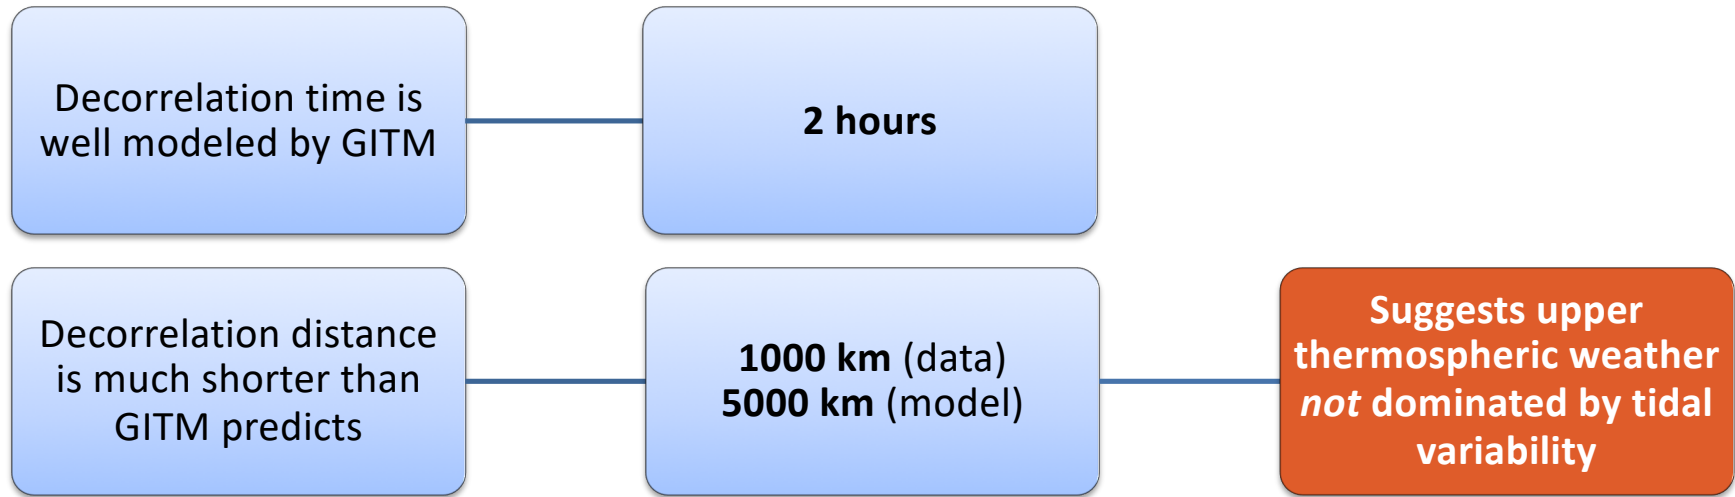 Decorrelation time is
well modeled by GITM
2 hours
Decorrelation distance
is much shorter than
GITM predicts
1000 km (data)
5000 km (model)
Suggests upper
thermospheric weather
not dominated by tidal
variability